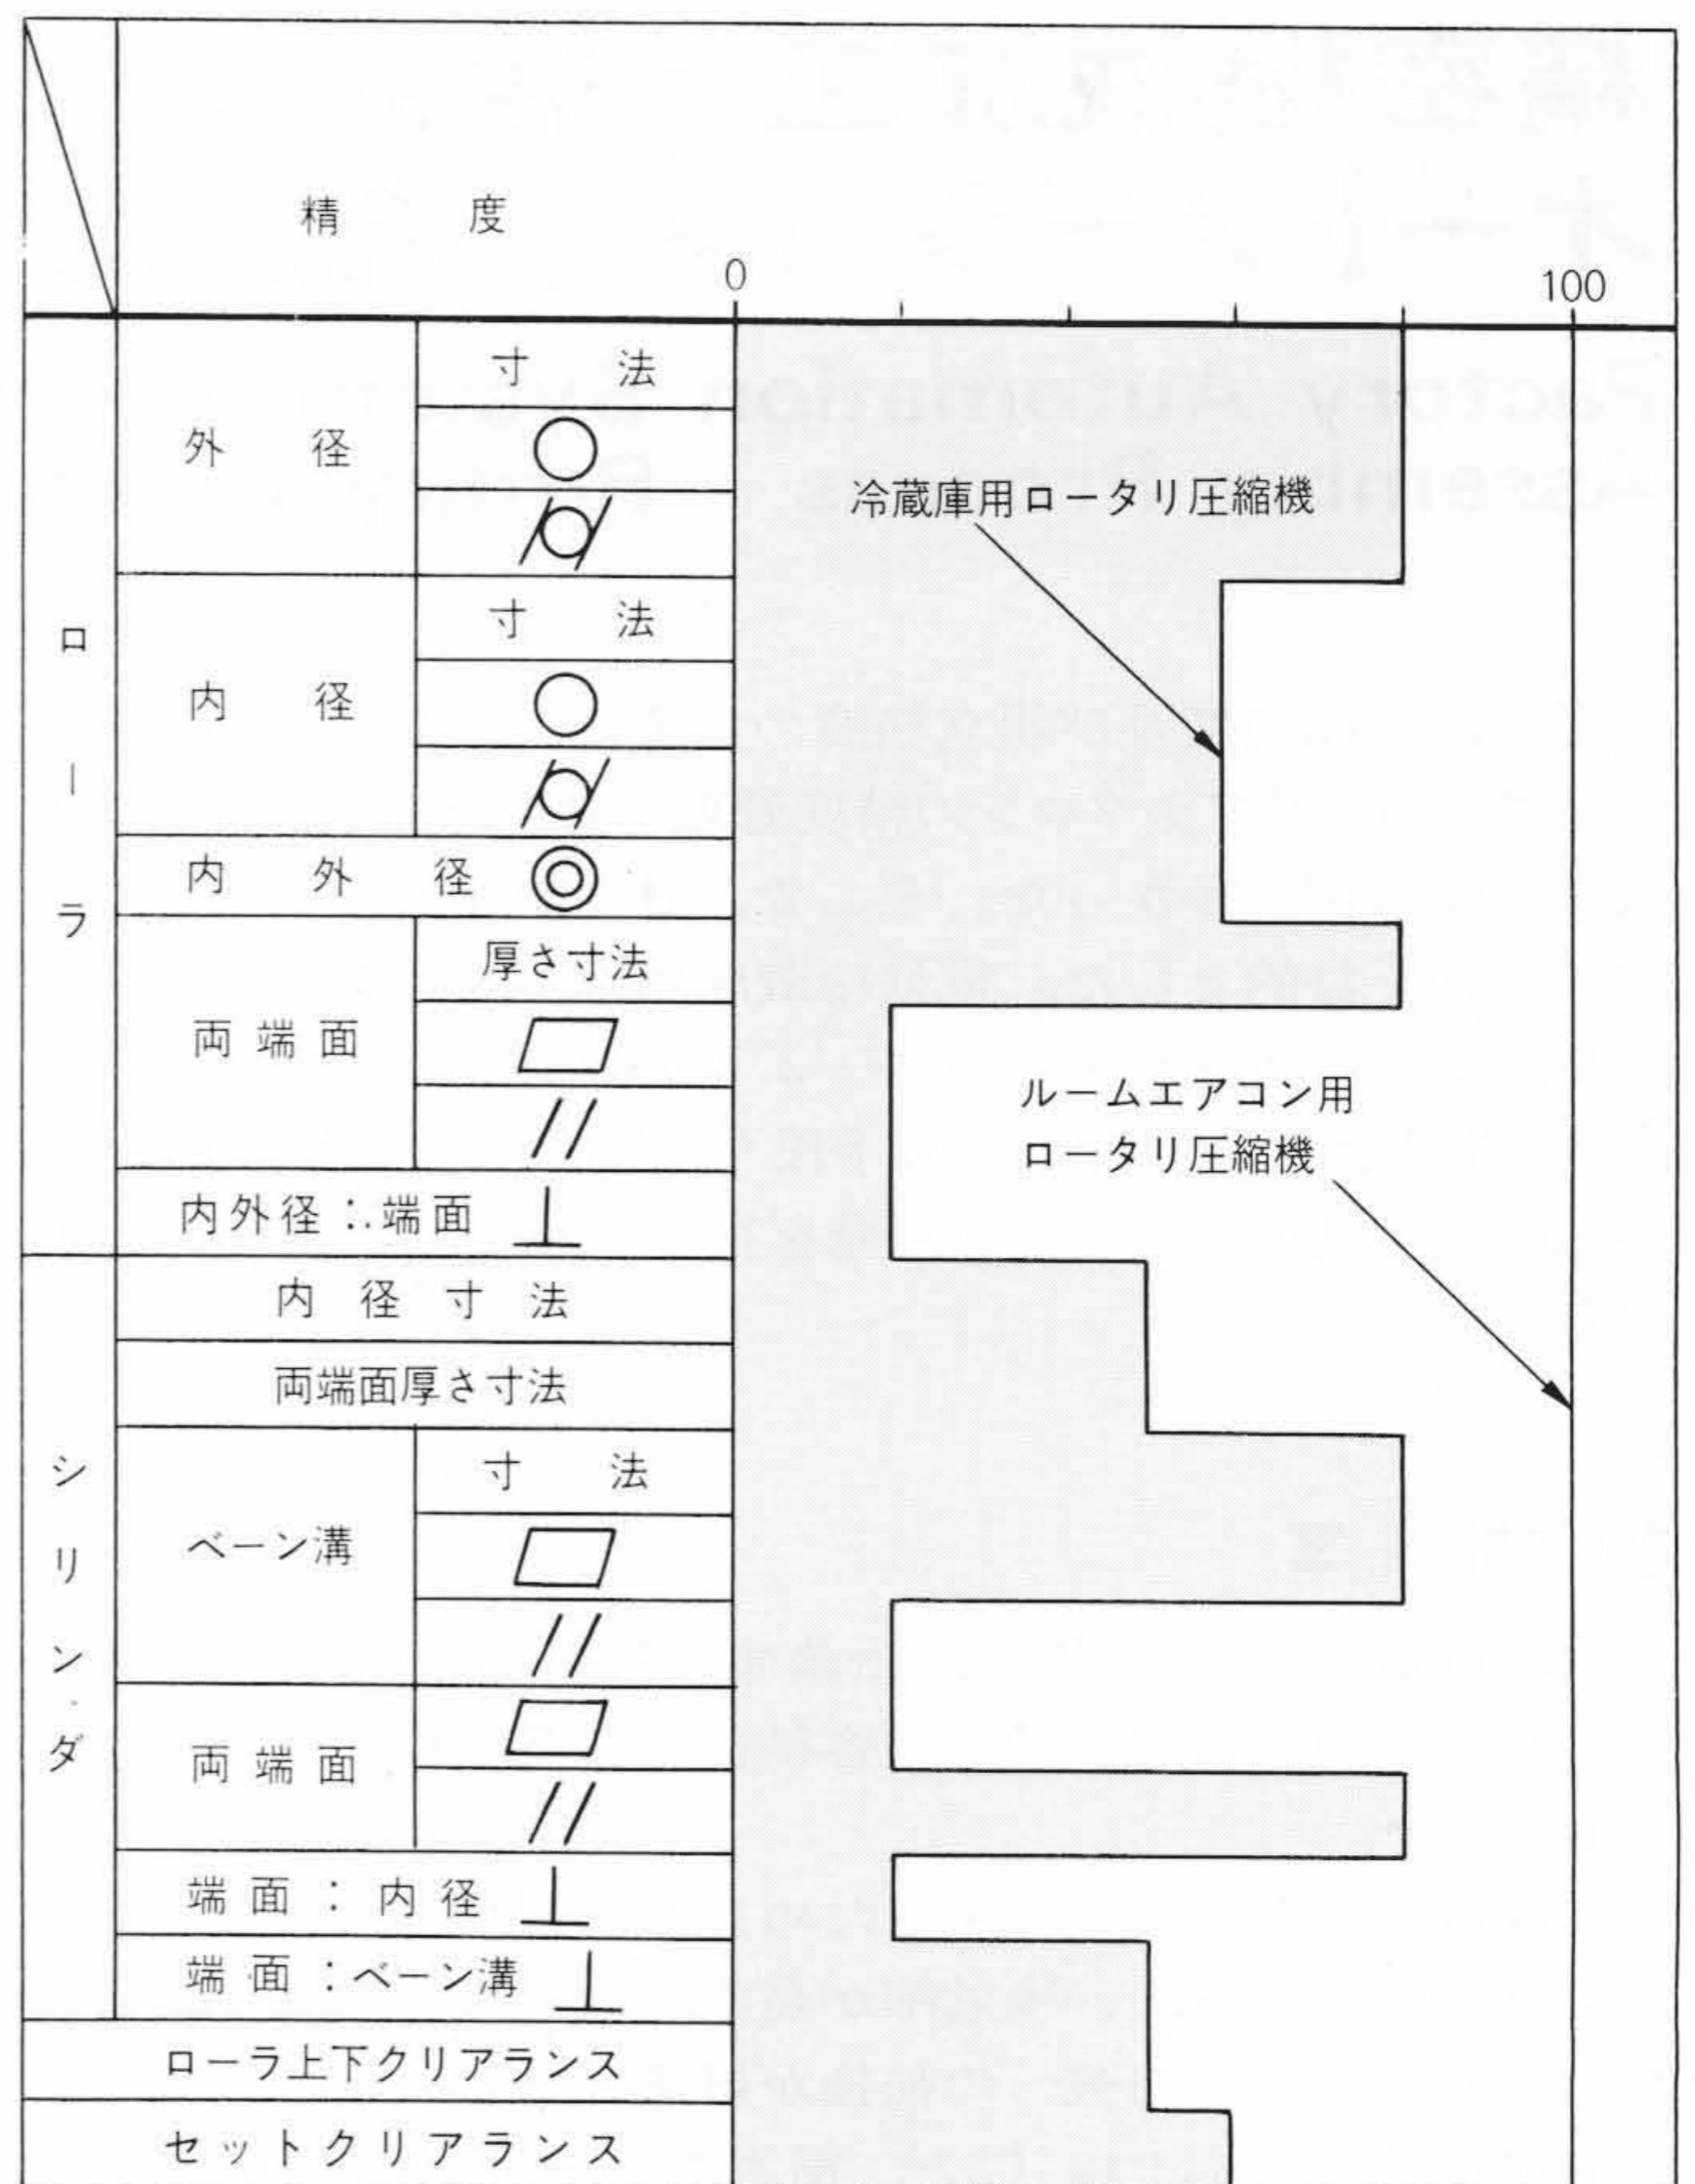 精度
0
100
ローラ
外径
寸法
内径
寸法
内外径
両端面
厚さ寸法
内外径:端面
シリンダ
内径寸法
両端面厚さ寸法
ベーン溝
寸法
両端面
端面:内径
端面:ベーン溝
ローラ上下クリアランス
セットクリアランス
冷蔵庫用ロータリ圧縮機
ルームエアコン用
ロータリ圧縮機